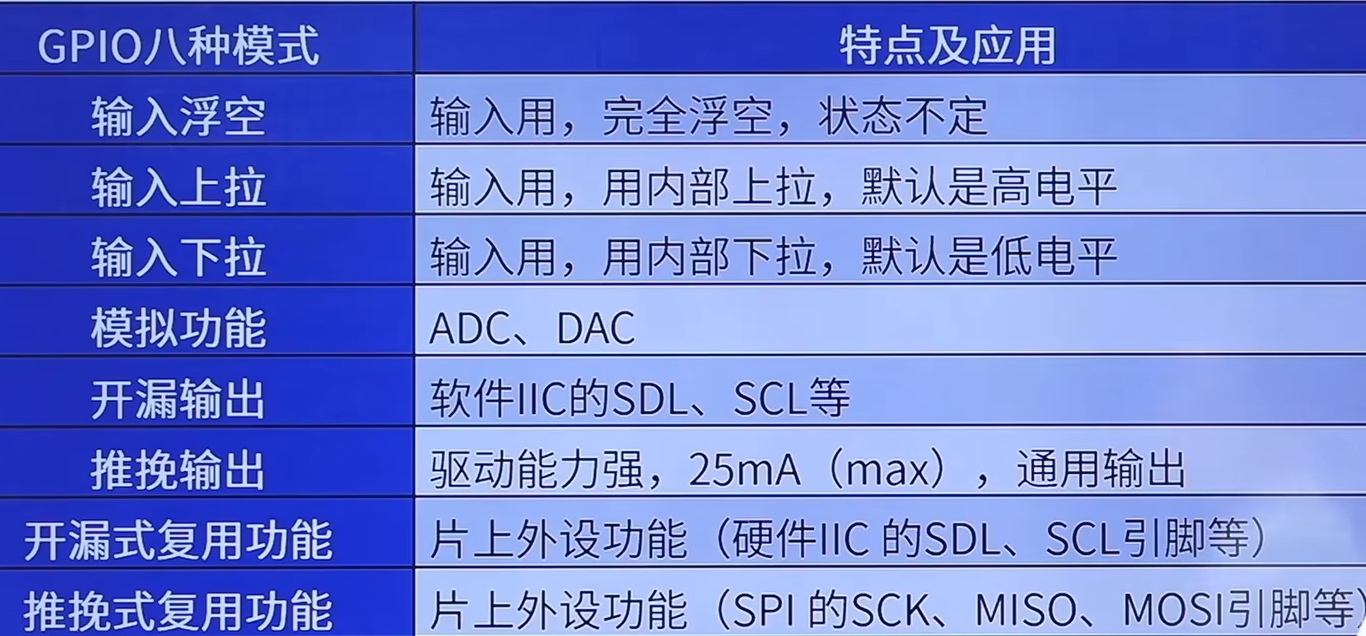 GPIO八种模式 特点及应用
输入浮空 输入用，完全浮空，状态不定
输入上拉 输入用，用内部上拉，默认是高电平
输入下拉 输入用，用内部下拉，默认是低电平
模拟功能 ADC、DAC
开漏输出 软件IIC的SDL、SCL等
推挽输出 驱动能力强，25mA（max），通用输出
开漏式复用功能 片上外设功能（硬件IIC 的SDL、SCL引脚等）
推挽式复用功能 片上外设功能（SPI 的SCK、MISO、MOSI引脚等）